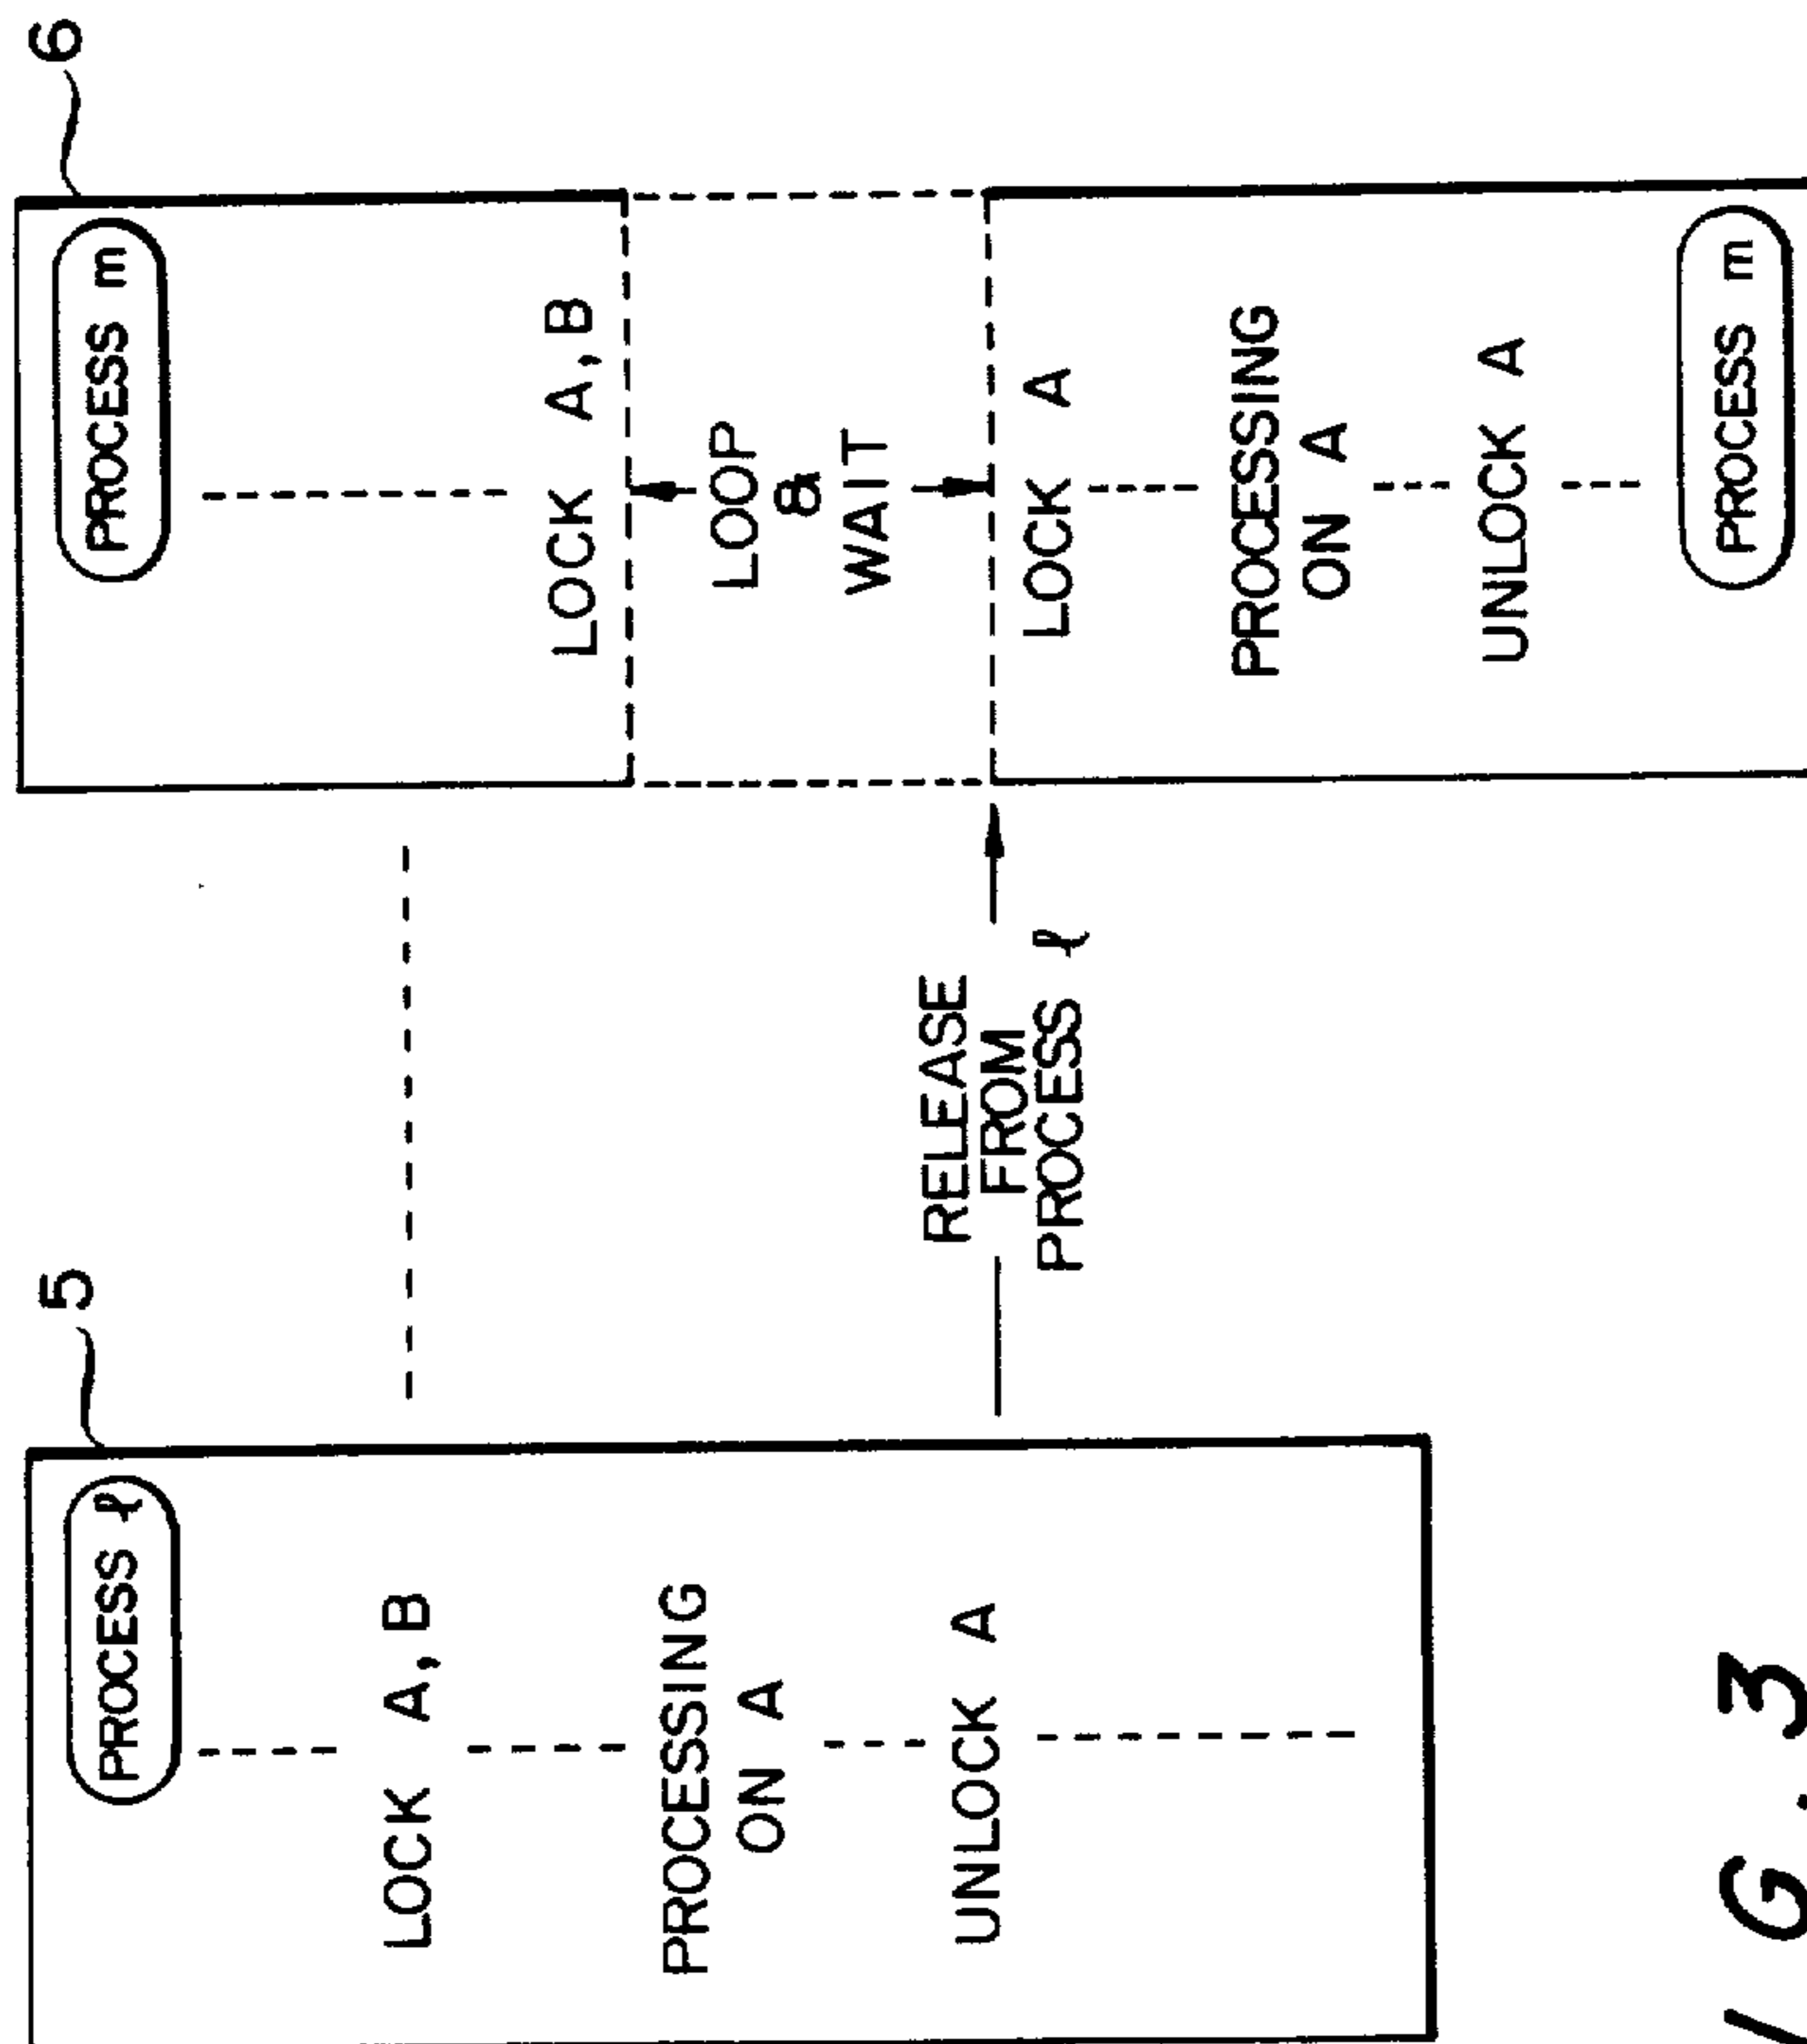 5
PROCESS ℓ
LOCK A,B
PROCESSING
ON A
UNLOCK A
RELEASE
FROM
PROCESS ℓ
6
PROCESS m
LOCK A,B
LOOP
&
WAIT
LOCK A
PROCESSING
ON A
UNLOCK A
PROCESS m
G.3